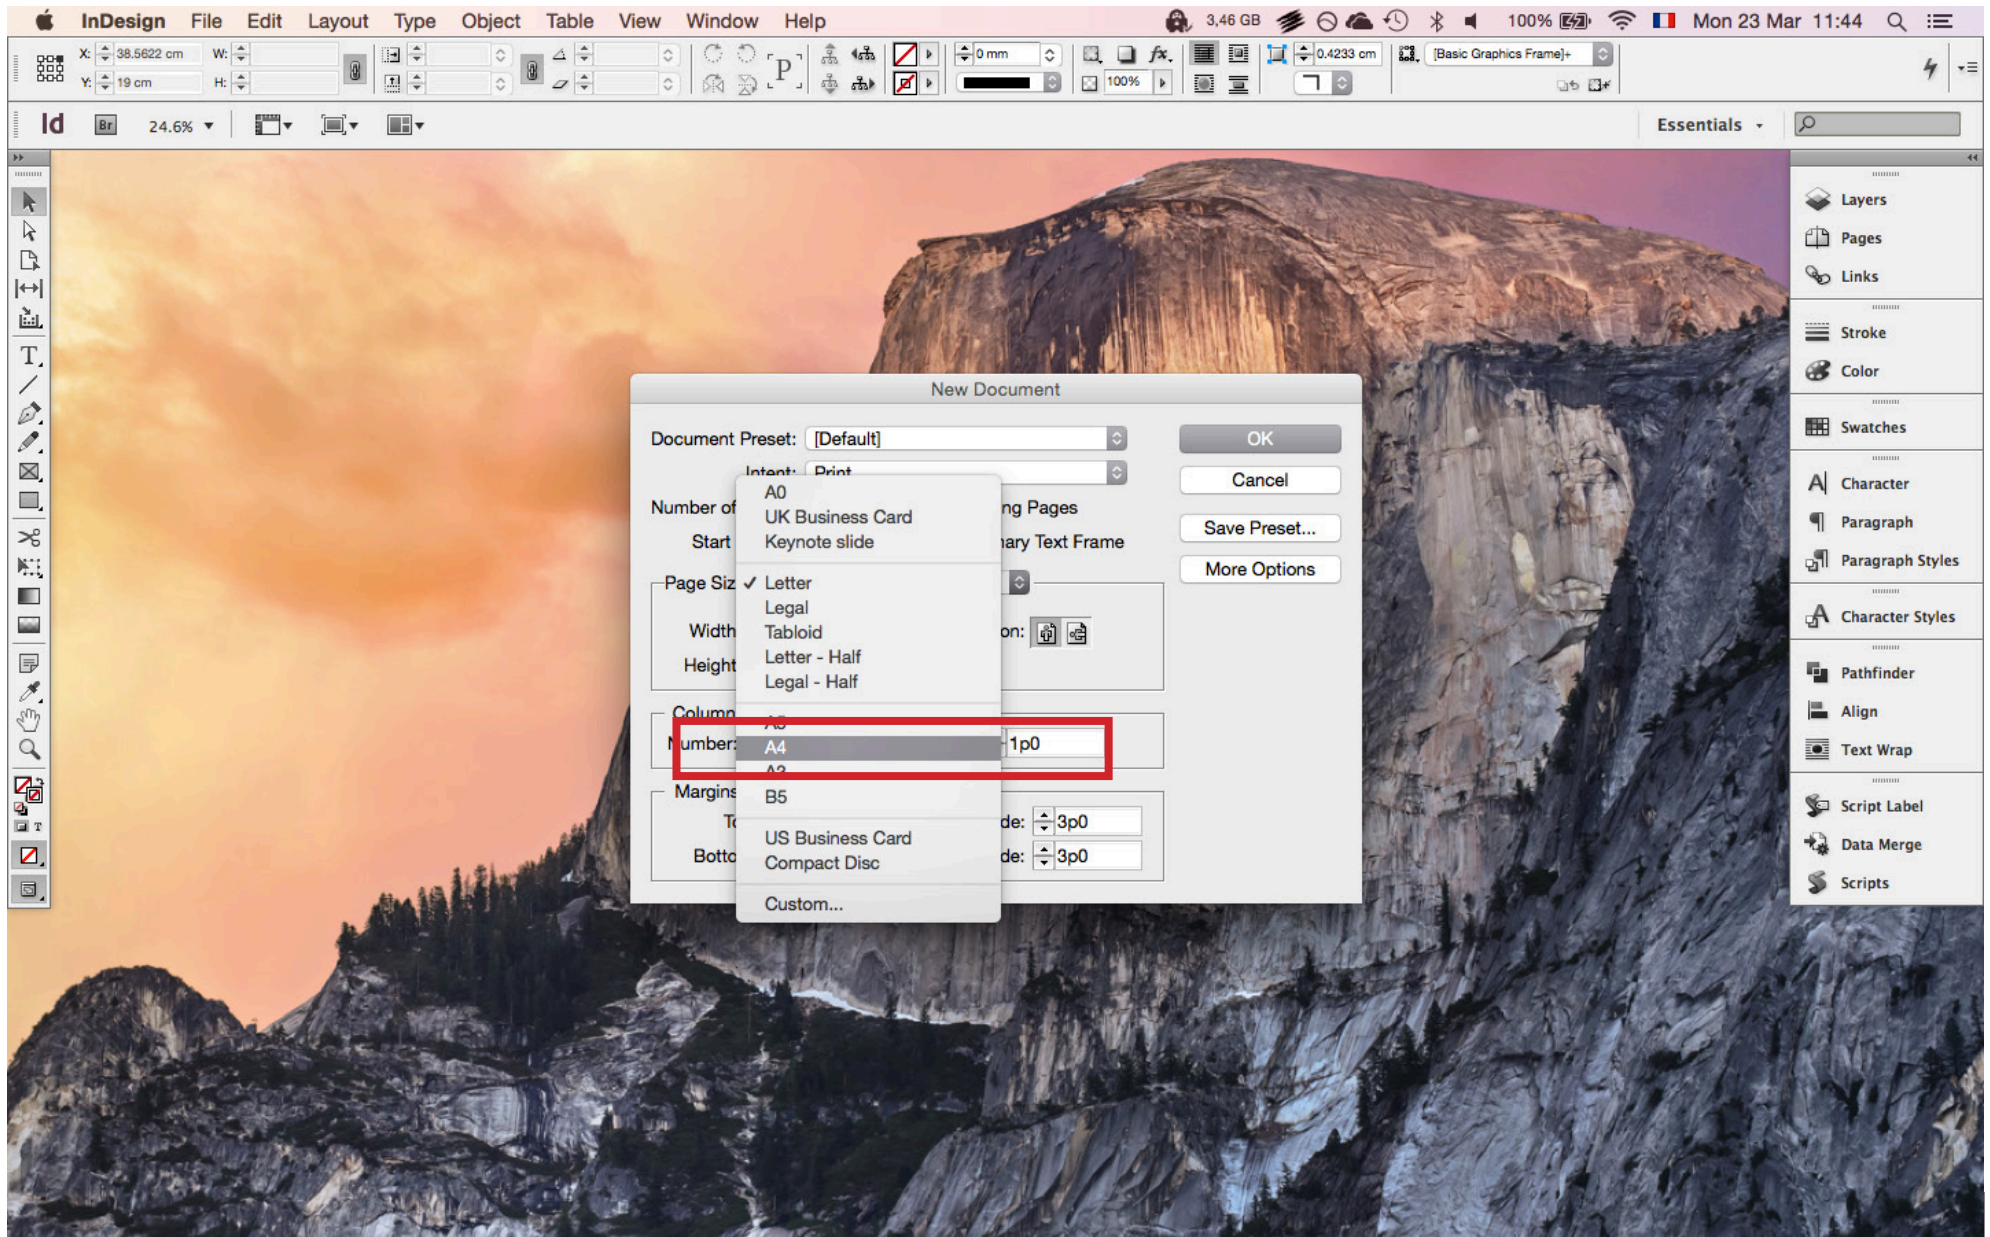 InDesign File Edit Layout Type Object Table View Window Help 3,46 GB 100% Mon 23 Mar 11:44
X: 38.5622 cm W: 0 mm 0.4233 cm [Basic Graphics Frame]+
Y: 19 cm H: 100%
Id Br 24.6% Essentials
Layers
Pages
Links
Stroke
Color
Swatches
Character
Paragraph
Paragraph Styles
Character Styles
Pathfinder
Align
Text Wrap
Script Label
Data Merge
Scripts
New Document
Document Preset: [Default] OK
Intent: Print Cancel
Number of ng Pages Save Preset...
Start nary Text Frame
More Options
Page Siz
Width on:
Height
Column
Number: 1p0
Margins
To de: 3p0
Botto de: 3p0
A0
UK Business Card
Keynote slide
✓ Letter
Legal
Tabloid
Letter - Half
Legal - Half
A5
A4
A3
B5
US Business Card
Compact Disc
Custom...